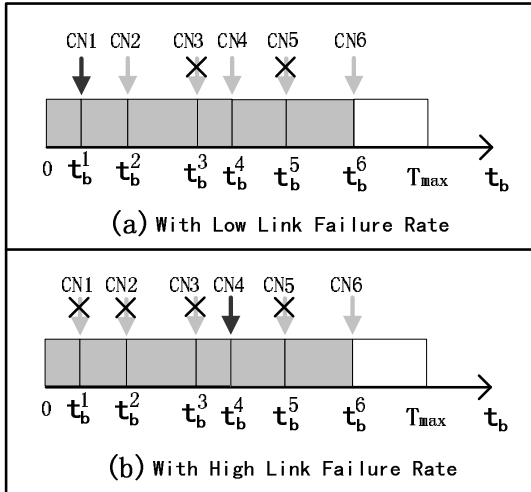 CN1 CN2 CN3 CN4 CN5 CN6
0 t_b^1 t_b^2 t_b^3 t_b^4 t_b^5 t_b^6 T_max t_b
(a) With Low Link Failure Rate
CN1 CN2 CN3 CN4 CN5 CN6
0 t_b^1 t_b^2 t_b^3 t_b^4 t_b^5 t_b^6 T_max t_b
(b) With High Link Failure Rate